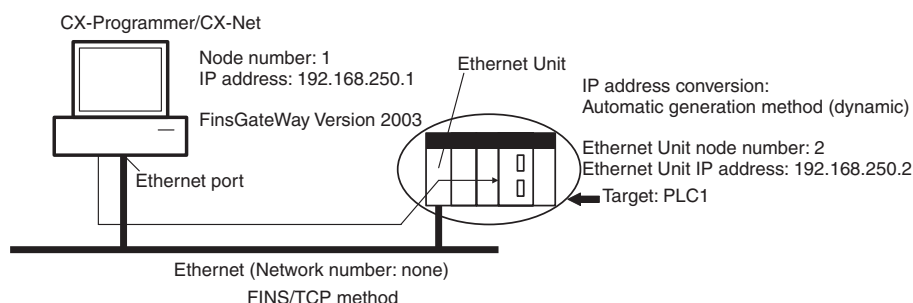 CX-Programmer/CX-Net
Node number: 1
IP address: 192.168.250.1
FinsGateWay Version 2003
Ethernet port
Ethernet Unit
IP address conversion:
Automatic generation method (dynamic)
Ethernet Unit node number: 2
Ethernet Unit IP address: 192.168.250.2
Target: PLC1
Ethernet (Network number: none)
FINS/TCP method